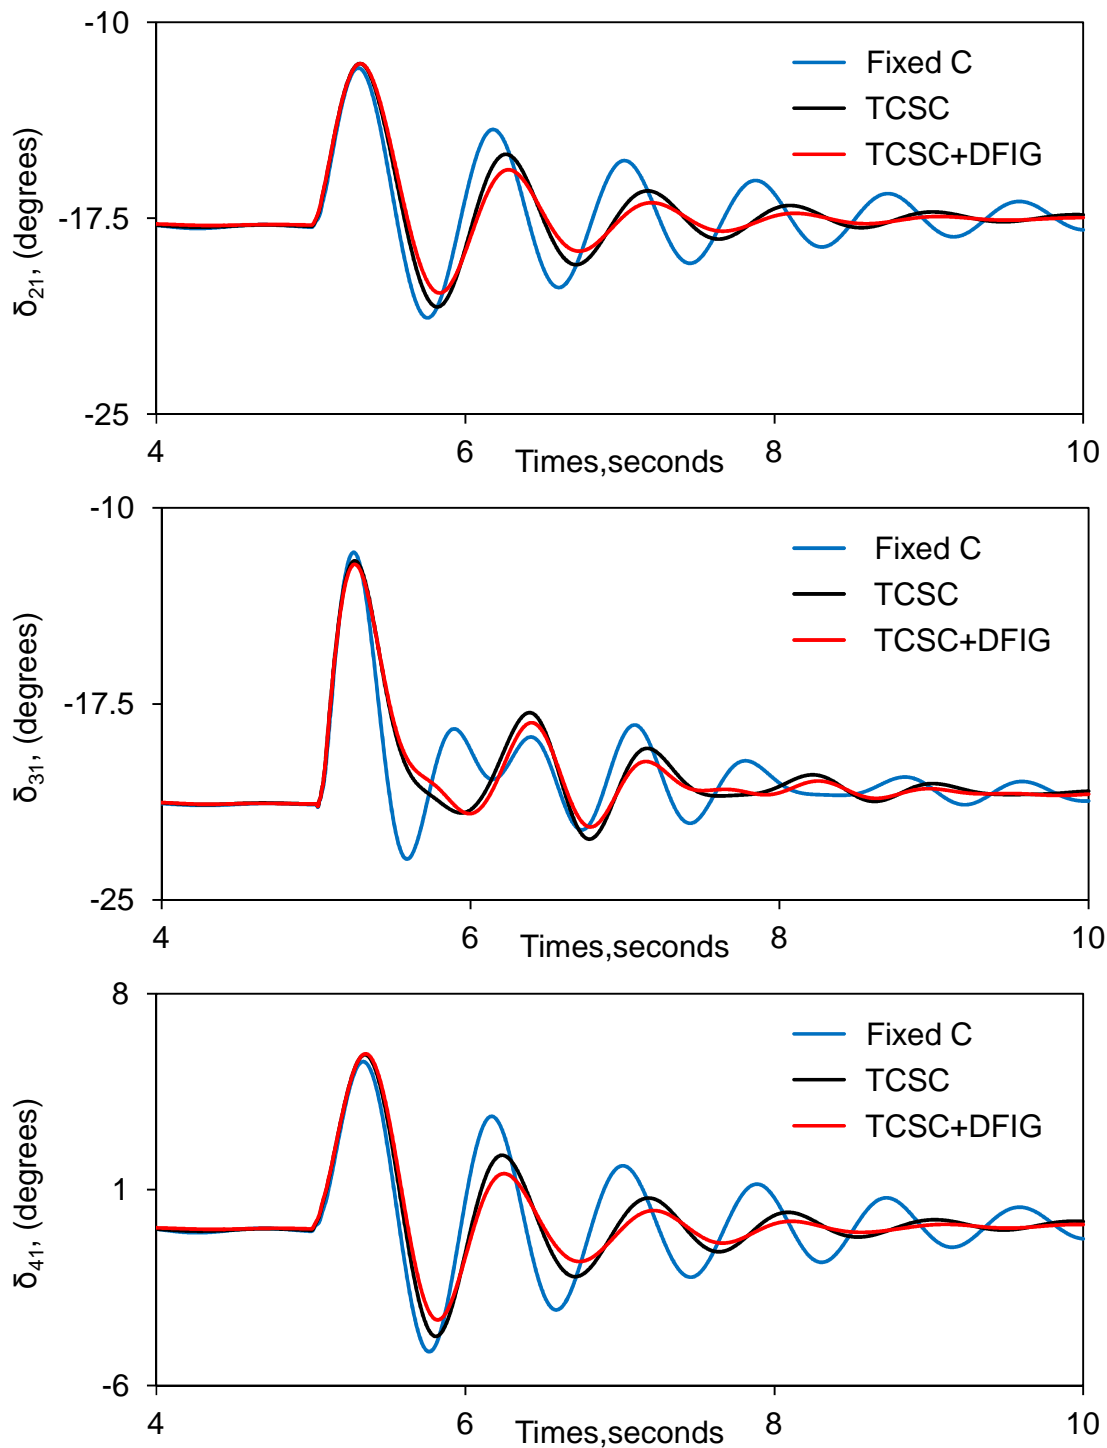 -10
Fixed C
TCSC
TCSC+DFIG
-17.5
δ21, (degrees)
-25
4
6
8
10
Times,seconds
-10
Fixed C
TCSC
TCSC+DFIG
-17.5
δ31, (degrees)
-25
4
6
8
10
Times,seconds
8
Fixed C
TCSC
TCSC+DFIG
1
δ41, (degrees)
-6
4
6
8
10
Times,seconds